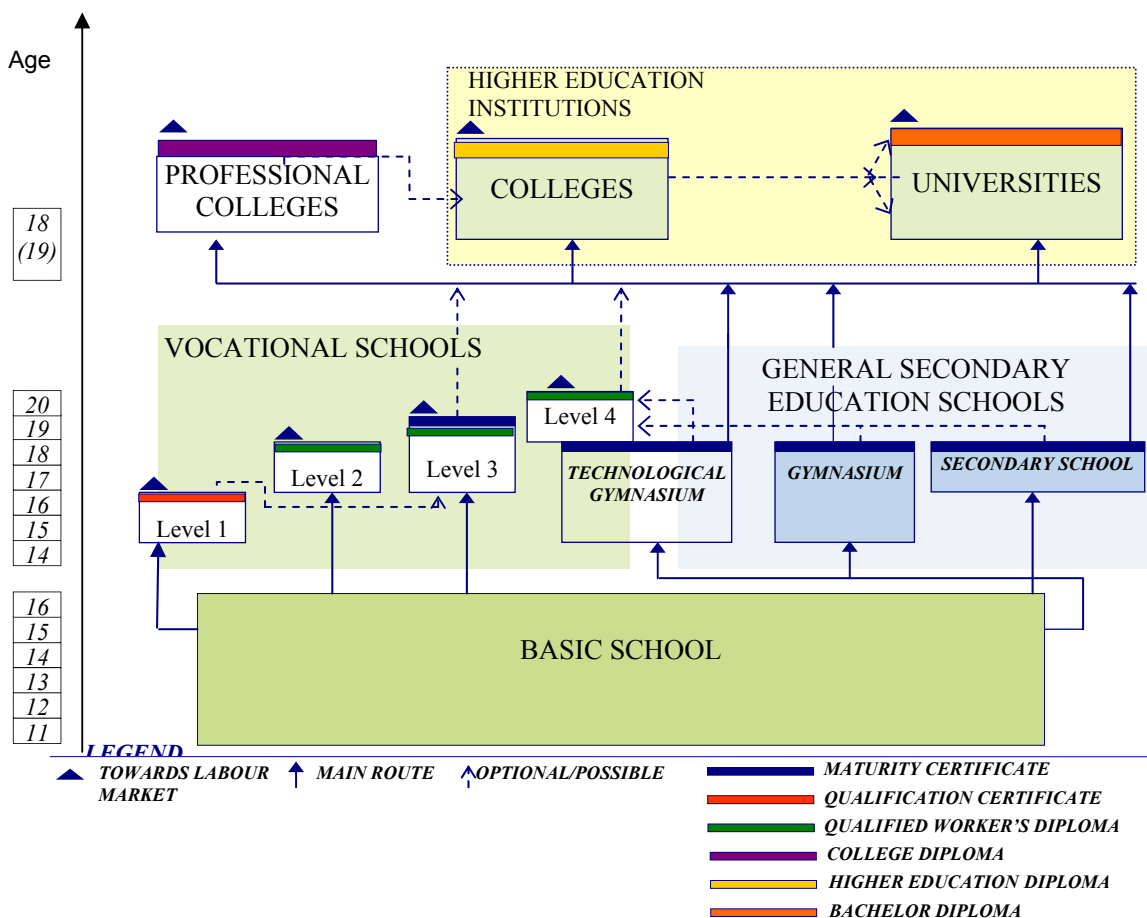 Age
HIGHER EDUCATION
INSTITUTIONS
PROFESSIONAL
COLLEGES
COLLEGES
UNIVERSITIES
18
(19)
VOCATIONAL SCHOOLS
GENERAL SECONDARY
EDUCATION SCHOOLS
20
19
18
17
16
15
14
Level 4
Level 3
Level 2
Level 1
TECHNOLOGICAL
GYMNASIUM
GYMNASIUM
SECONDARY SCHOOL
16
15
14
13
12
11
BASIC SCHOOL
LEGEND
TOWARDS LABOUR
MARKET
MAIN ROUTE
OPTIONAL/POSSIBLE
MATURITY CERTIFICATE
QUALIFICATION CERTIFICATE
QUALIFIED WORKER'S DIPLOMA
COLLEGE DIPLOMA
HIGHER EDUCATION DIPLOMA
BACHELOR DIPLOMA